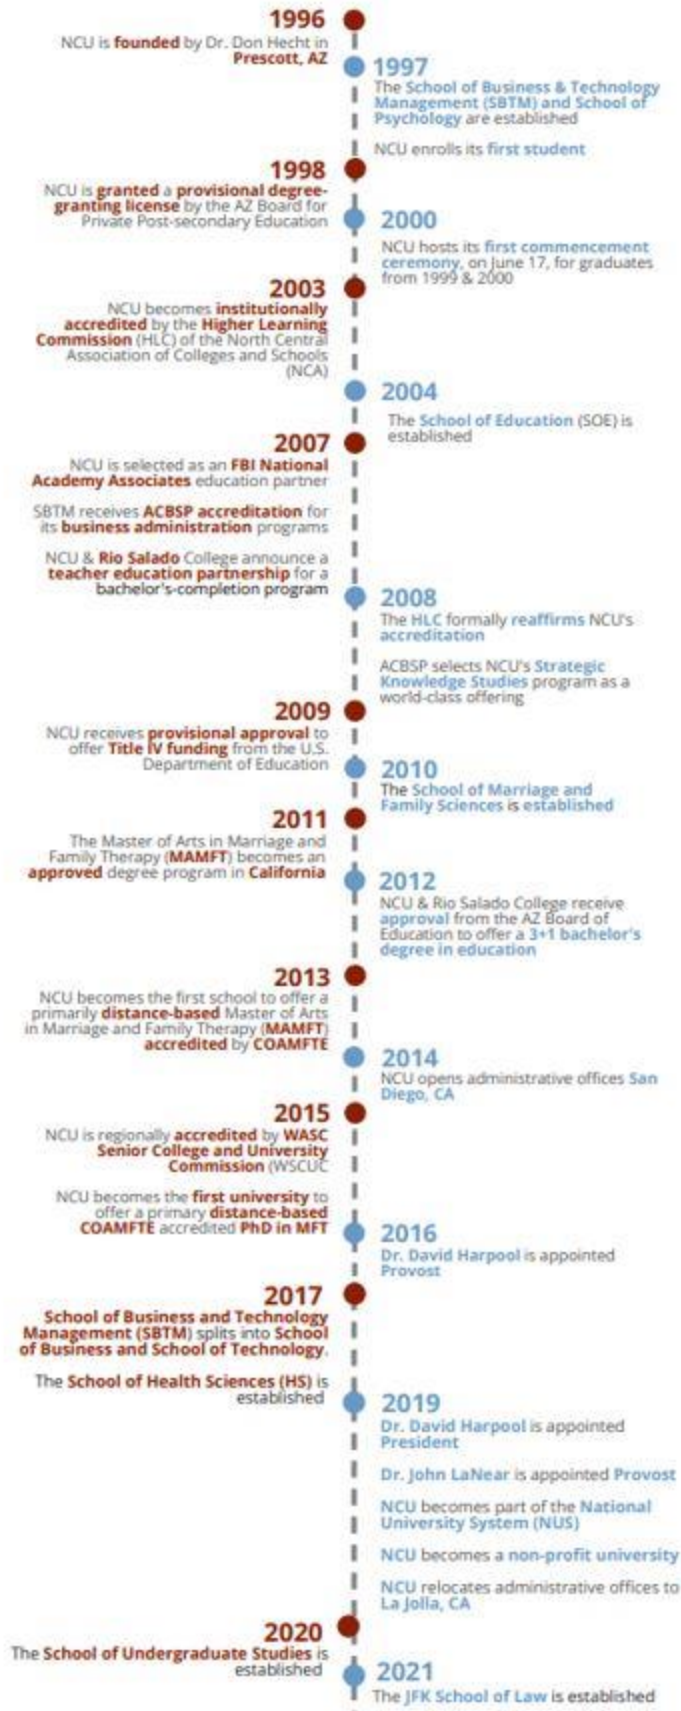 1996
NCU is founded by Dr. Don Hecht in
Prescott, AZ
1997
The School of Business & Technology
Management (SBTM) and School of
Psychology are established
NCU enrolls its first student
1998
NCU is granted a provisional degree-
granting license by the AZ Board for
Private Post-secondary Education
2000
NCU hosts its first commencement
ceremony, on June 17, for graduates
from 1999 & 2000
2003
NCU becomes institutionally
accredited by the Higher Learning
Commission (HLC) of the North Central
Association of Colleges and Schools
(NCA)
2004
The School of Education (SOE) is
established
2007
NCU is selected as an FBI National
Academy Associates education partner
SBTM receives ACBSP accreditation for
its business administration programs
NCU & Rio Salado College announce a
teacher education partnership for a
bachelor's-completion program
2008
The HLC formally reaffirms NCU's
accreditation
ACBSP selects NCU's Strategic
Knowledge Studies program as a
world-class offering
2009
NCU receives provisional approval to
offer Title IV funding from the U.S.
Department of Education
2010
The School of Marriage and
Family Sciences is established
2011
The Master of Arts in Marriage and
Family Therapy (MAMFT) becomes an
approved degree program in California
2012
NCU & Rio Salado College receive
approval from the AZ Board of
Education to offer a 3+1 bachelor's
degree in education
2013
NCU becomes the first school to offer a
primarily distance-based Master of Arts
in Marriage and Family Therapy (MAMFT)
accredited by COAMFTE
2014
NCU opens administrative offices San
Diego, CA
2015
NCU is regionally accredited by WASC
Senior College and University
Commission (WSCUC
NCU becomes the first university to
offer a primary distance-based
COAMFTE accredited PhD in MFT
2016
Dr. David Harpool is appointed
Provost
2017
School of Business and Technology
Management (SBTM) splits into School
of Business and School of Technology.
The School of Health Sciences (HS) is
established
2019
Dr. David Harpool is appointed
President
Dr. John LaNear is appointed Provost
NCU becomes part of the National
University System (NUS)
NCU becomes a non-profit university
NCU relocates administrative offices to
La Jolla, CA
2020
The School of Undergraduate Studies is
established
2021
The JFK School of Law is established